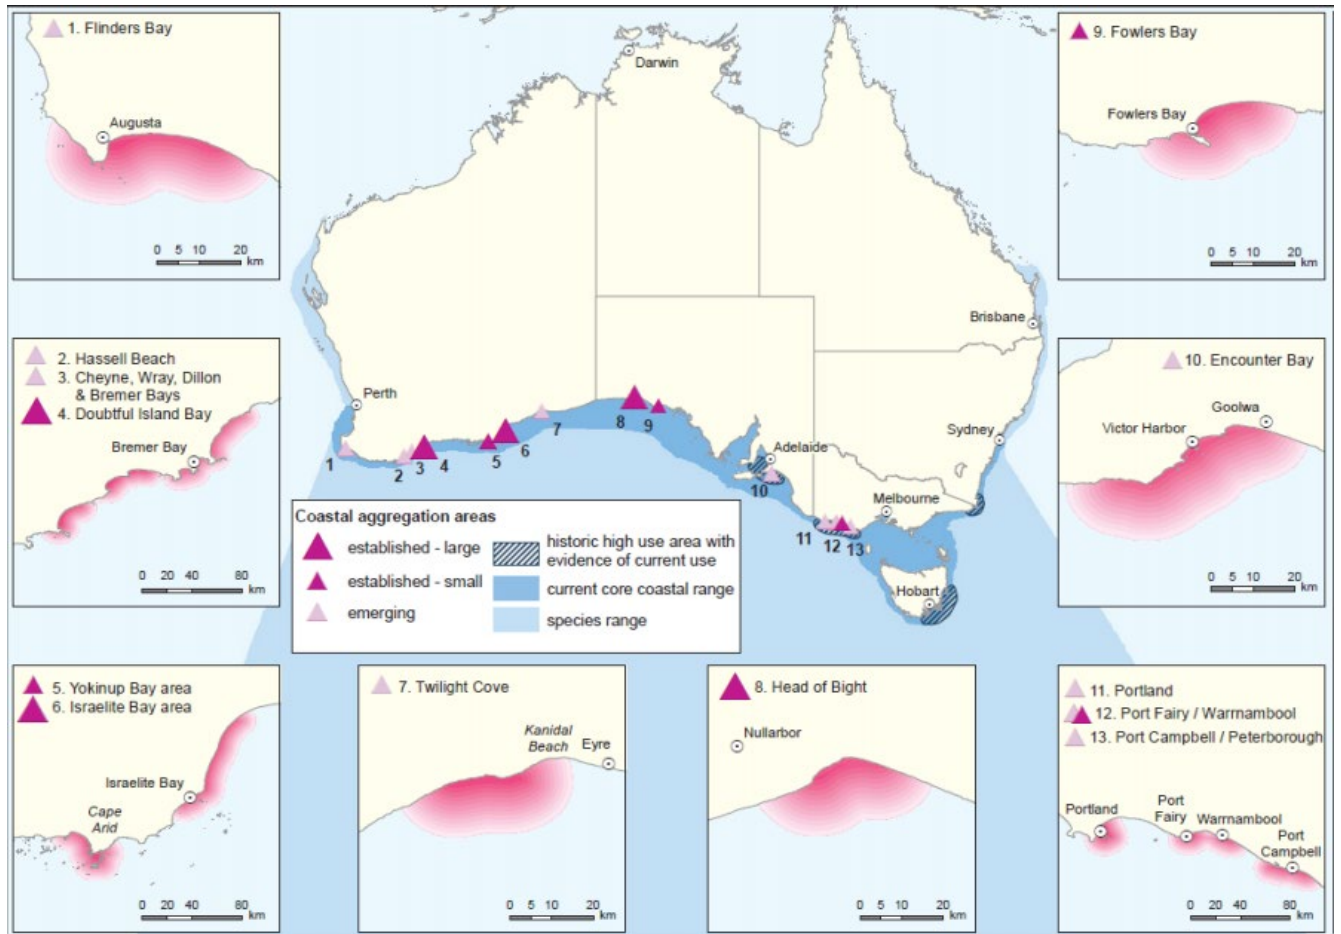 1. Flinders Bay
Augusta
0 5 10 20
km
2. Hassell Beach
3. Cheyne, Wray, Dillon
& Bremer Bays
4. Doubtful Island Bay
Bremer Bay
0 20 40 80
km
5. Yokinup Bay area
6. Israelite Bay area
Israelite Bay
Cape
Arid
0 20 40 80
km
Darwin
Brisbane
Perth
Sydney
Adelaide
Melbourne
Hobart
1
2
3
4
5
6
7
8
9
10
11
12
13
Coastal aggregation areas
established - large
established - small
emerging
historic high use area with
evidence of current use
current core coastal range
species range
7. Twilight Cove
Kanidal
Beach
Eyre
0 5 10 20
km
8. Head of Bight
Nullarbor
0 5 10 20
km
9. Fowlers Bay
Fowlers Bay
0 5 10 20
km
10. Encounter Bay
Goolwa
Victor Harbor
0 5 10 20
km
11. Portland
12. Port Fairy / Warrnambool
13. Port Campbell / Peterborough
Portland
Port
Fairy
Warrnambool
Port
Campbell
0 20 40 80
km